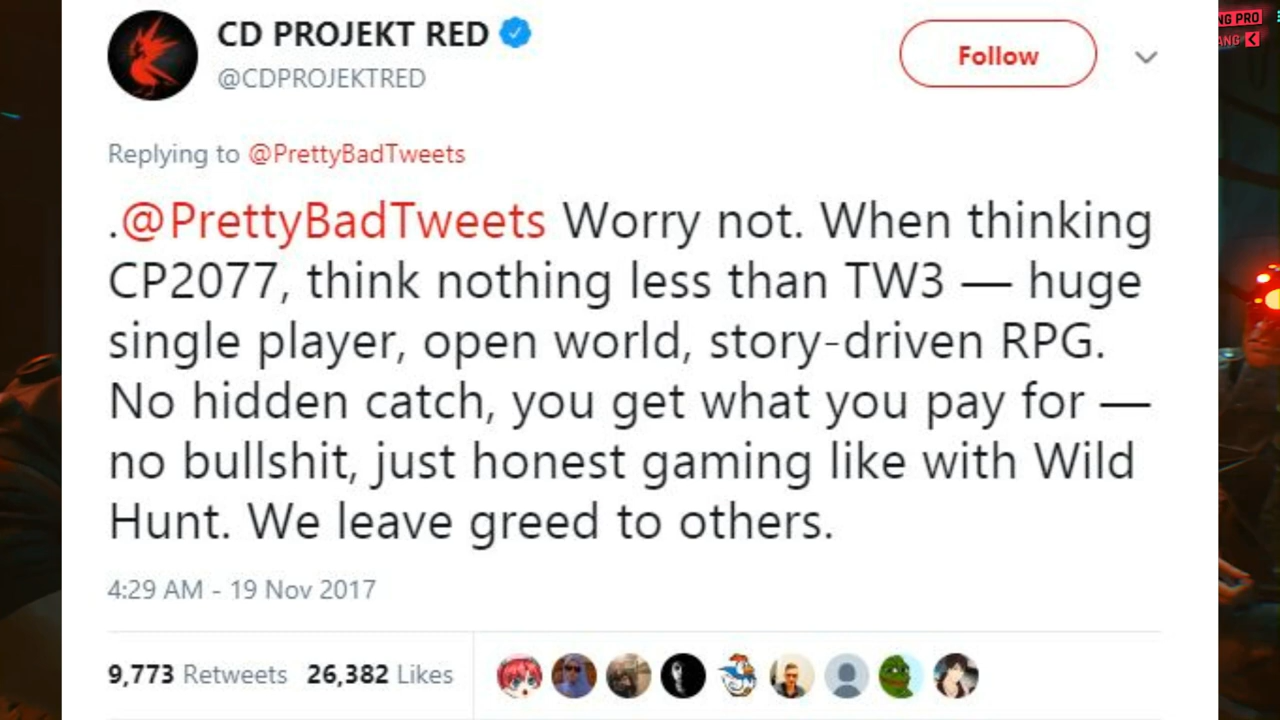 CD PROJEKT RED
@CDPROJEKTRED
Follow
Replying to @PrettyBadTweets
.@PrettyBadTweets Worry not. When thinking
CP2077, think nothing less than TW3 — huge
single player, open world, story-driven RPG.
No hidden catch, you get what you pay for —
no bullshit, just honest gaming like with Wild
Hunt. We leave greed to others.
4:29 AM - 19 Nov 2017
9,773 Retweets 26,382 Likes
PRO